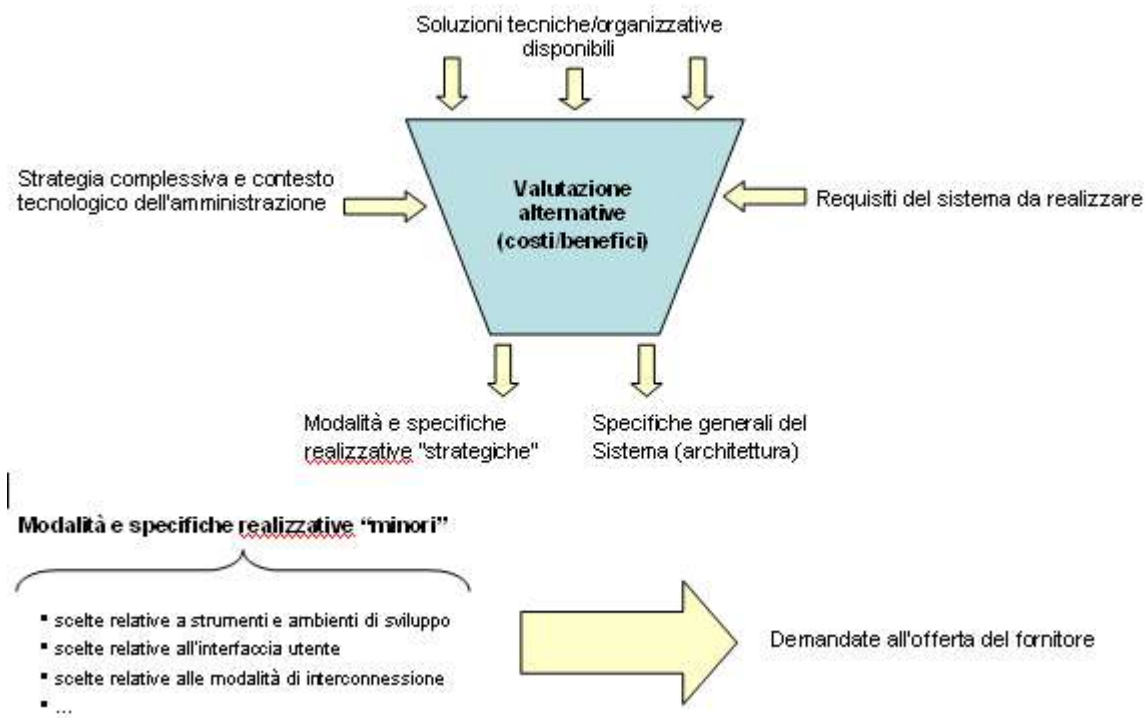 Soluzioni tecniche/organizzative
disponibili
Strategia complessiva e contesto
tecnologico dell'amministrazione
Valutazione
alternative
(costi/benefici)
Requisiti del sistema da realizzare
Modalità e specifiche
realizzative "strategiche"
Specifiche generali del
Sistema (architettura)
Modalità e specifiche realizzative “minori”
▪ scelte relative a strumenti e ambienti di sviluppo
▪ scelte relative all'interfaccia utente
▪ scelte relative alle modalità di interconnessione
▪ ...
Demandate all'offerta del fornitore